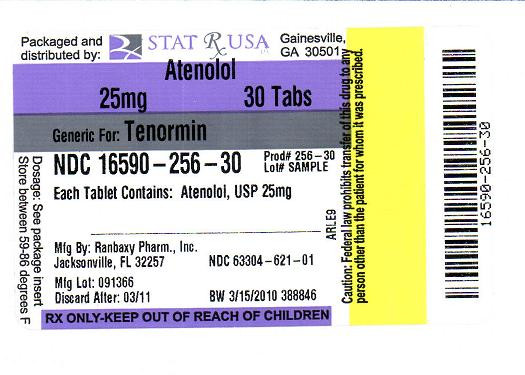 Packaged and
distributed by:
STAT Rx USA
Gainesville,
GA 30501
Atenolol
25mg 30 Tabs
Generic For: Tenormin
NDC 16590-256-30
Prod# 256-30
Lot# SAMPLE
Each Tablet Contains: Atenolol, USP 25mg
Mfg By: Ranbaxy Pharm., Inc.
Jacksonville, FL 32257
NDC 63304-621-01
Mfg Lot: 091366
Discard After: 03/11
BW 3/15/2010 388846
RX ONLY-KEEP OUT OF REACH OF CHILDREN
Dosage: See package insert
Store between 59-86 degrees F
ARLE9
Caution: Federal law prohibits transfer of this drug to any
person other than the patient for whom it was prescribed.
16590-256-30